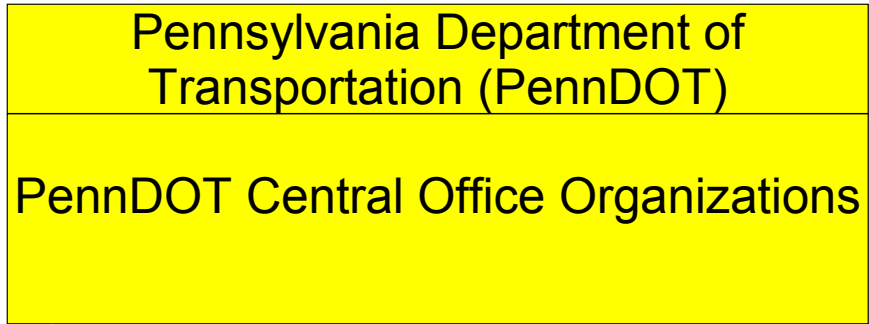 Pennsylvania Department of
Transportation (PennDOT)
PennDOT Central Office Organizations